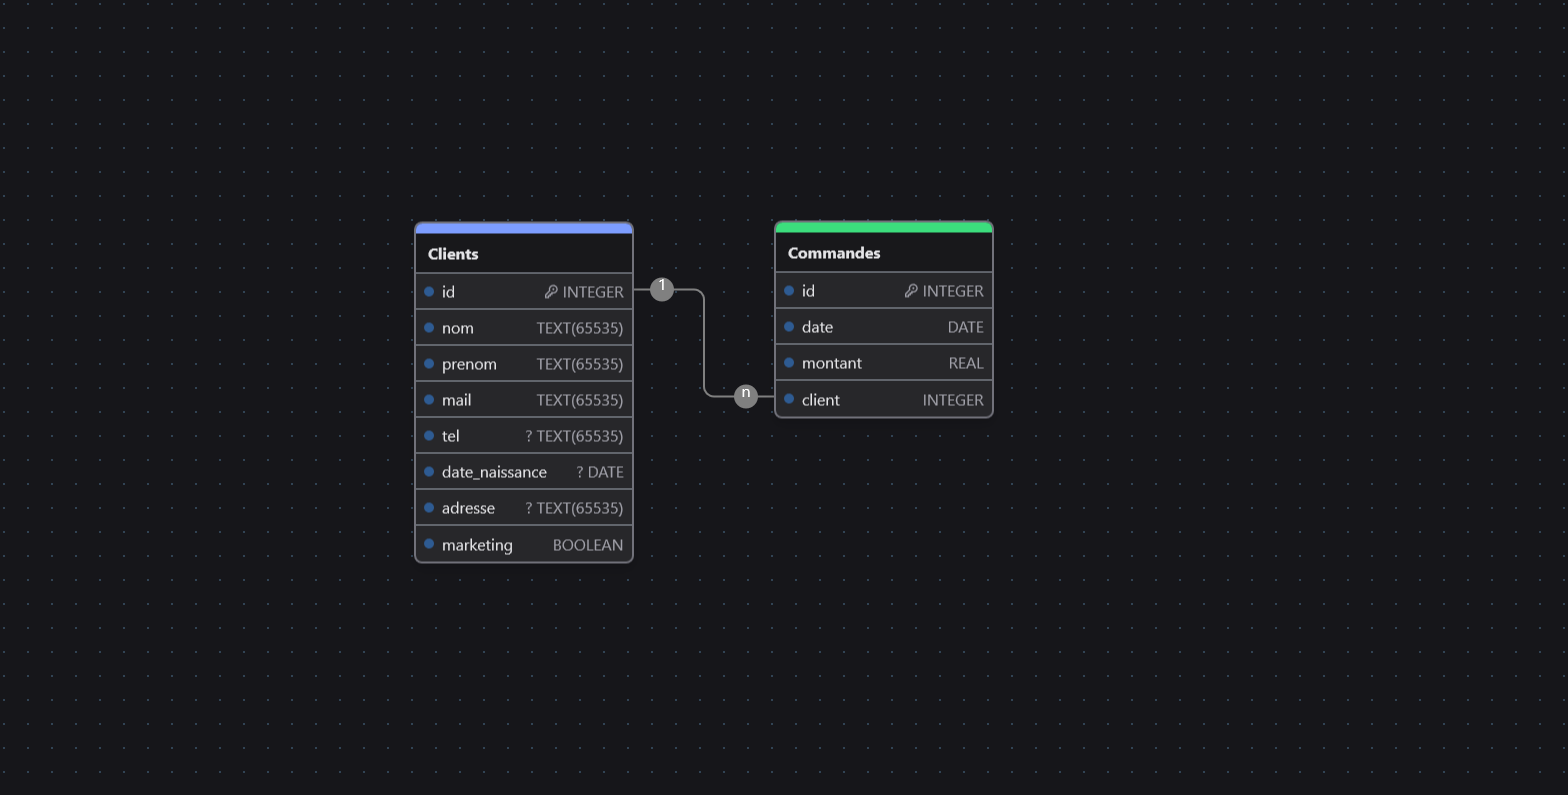 Clients
id INTEGER
nom TEXT(65535)
prenom TEXT(65535)
mail TEXT(65535)
tel ? TEXT(65535)
date_naissance ? DATE
adresse ? TEXT(65535)
marketing BOOLEAN
1
n
Commandes
id INTEGER
date DATE
montant REAL
client INTEGER